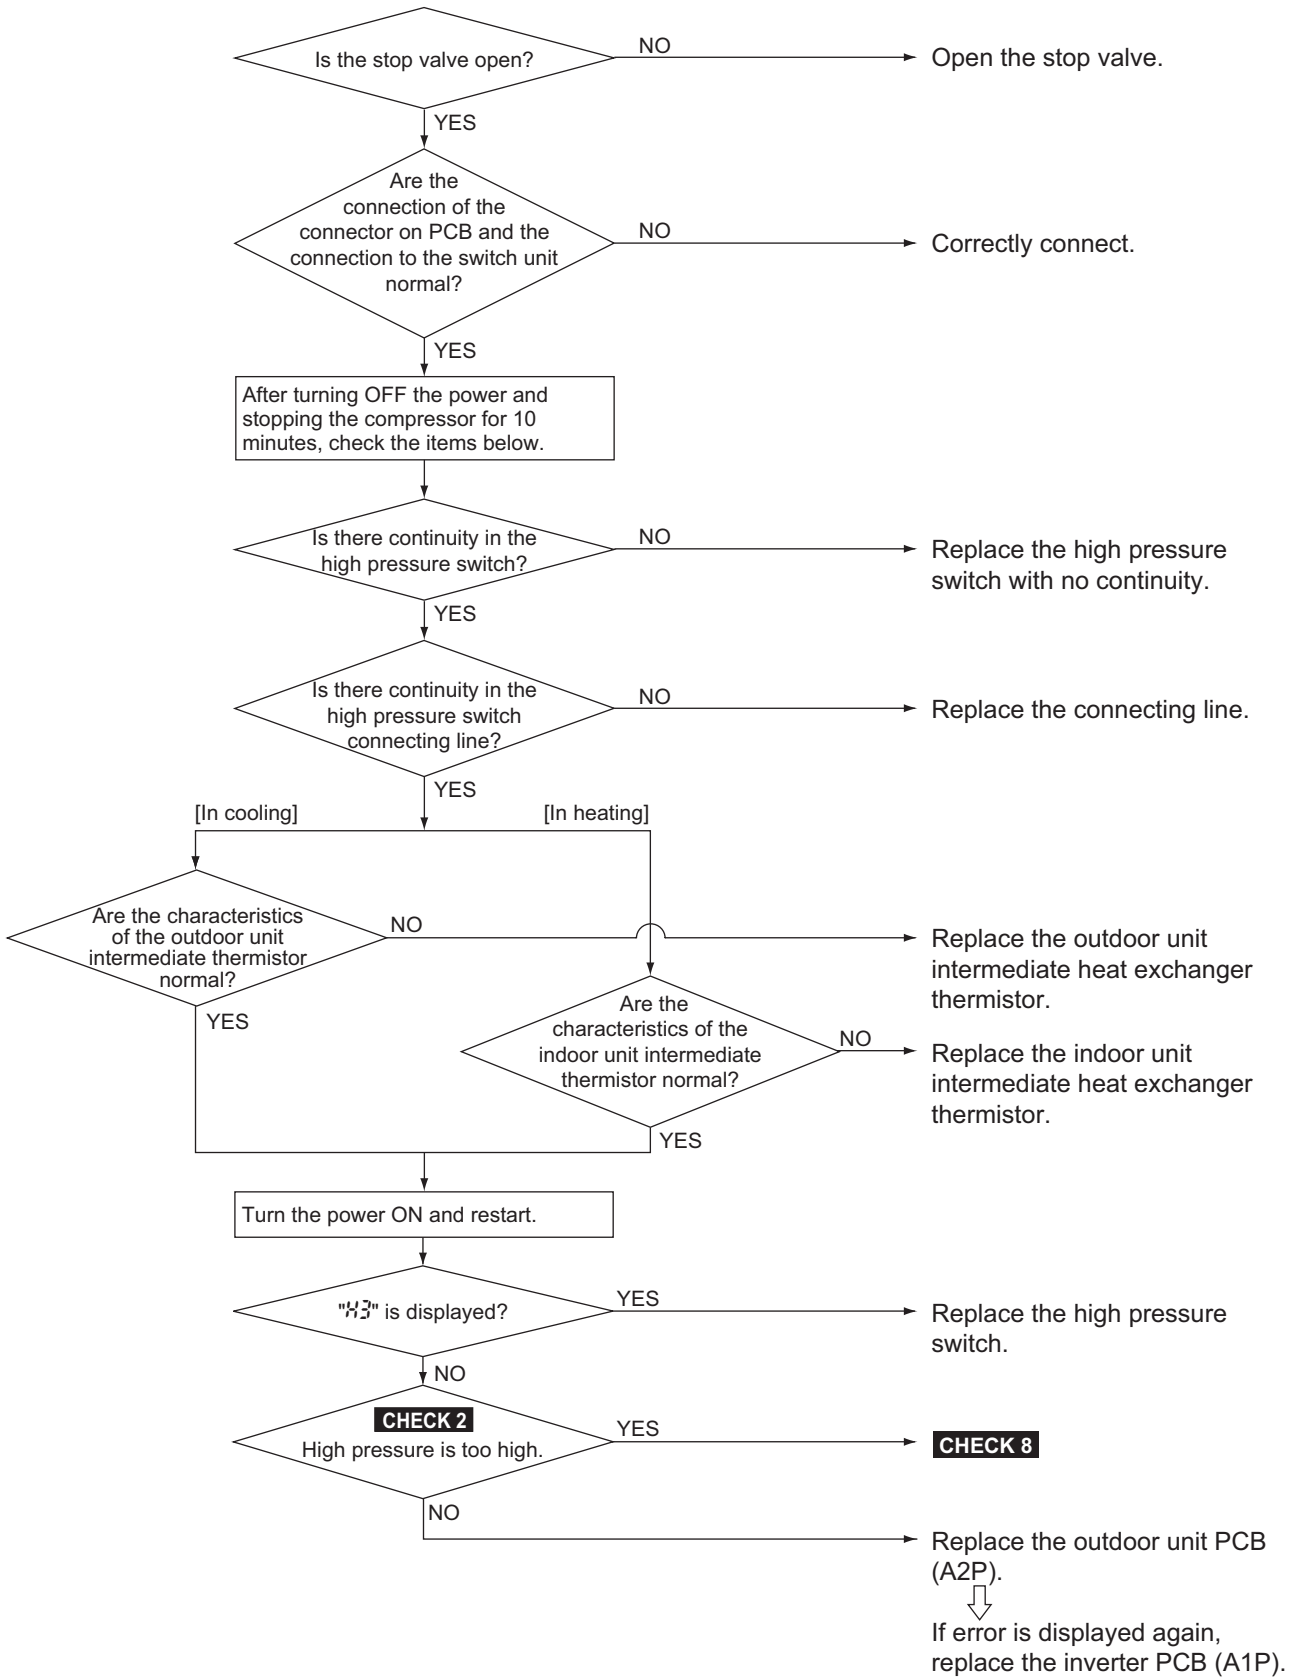 Is the stop valve open?
NO
Open the stop valve.
YES
Are the
connection of the
connector on PCB and the
connection to the switch unit
normal?
NO
Correctly connect.
YES
After turning OFF the power and
stopping the compressor for 10
minutes, check the items below.
Is there continuity in the
high pressure switch?
NO
Replace the high pressure
switch with no continuity.
YES
Is there continuity in the
high pressure switch
connecting line?
NO
Replace the connecting line.
YES
[In cooling]
[In heating]
Are the characteristics
of the outdoor unit
intermediate thermistor
normal?
NO
Replace the outdoor unit
intermediate heat exchanger
thermistor.
YES
Are the
characteristics of the
indoor unit intermediate
thermistor normal?
NO
Replace the indoor unit
intermediate heat exchanger
thermistor.
YES
Turn the power ON and restart.
"H3" is displayed?
YES
Replace the high pressure
switch.
NO
CHECK 2
High pressure is too high.
YES
CHECK 8
NO
Replace the outdoor unit PCB
(A2P).
If error is displayed again,
replace the inverter PCB (A1P).